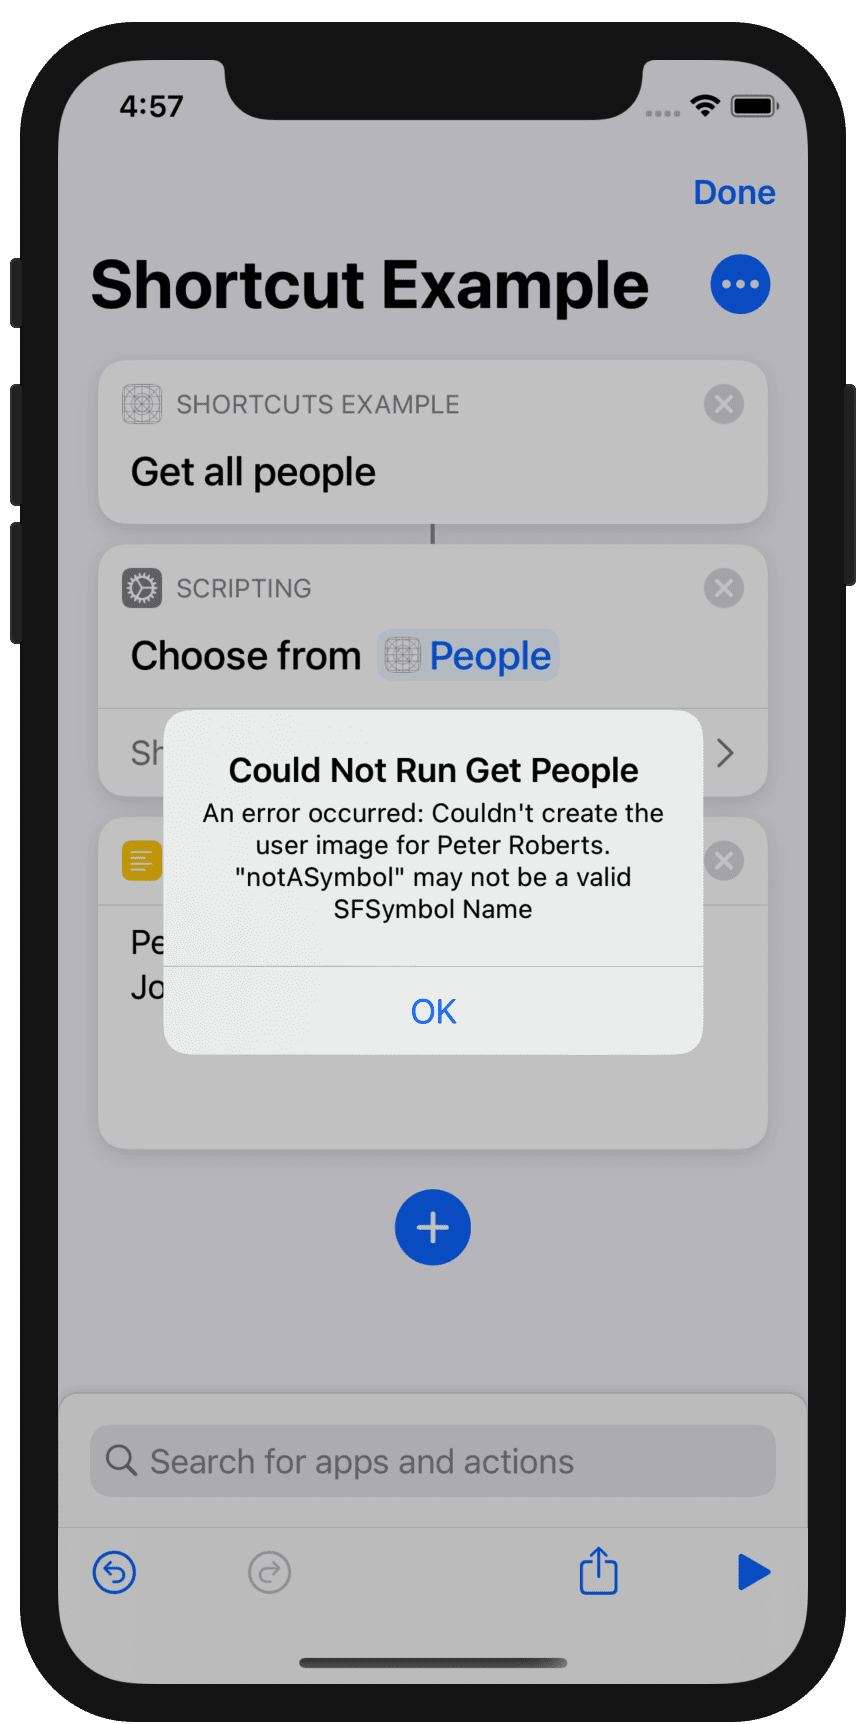 4:57
Done
Shortcut Example
SHORTCUTS EXAMPLE
Get all people
SCRIPTING
Choose from People
Sh
Could Not Run Get People
An error occurred: Couldn't create the
user image for Peter Roberts.
"notASymbol" may not be a valid
SFSymbol Name
Pe
Jo
OK
Search for apps and actions